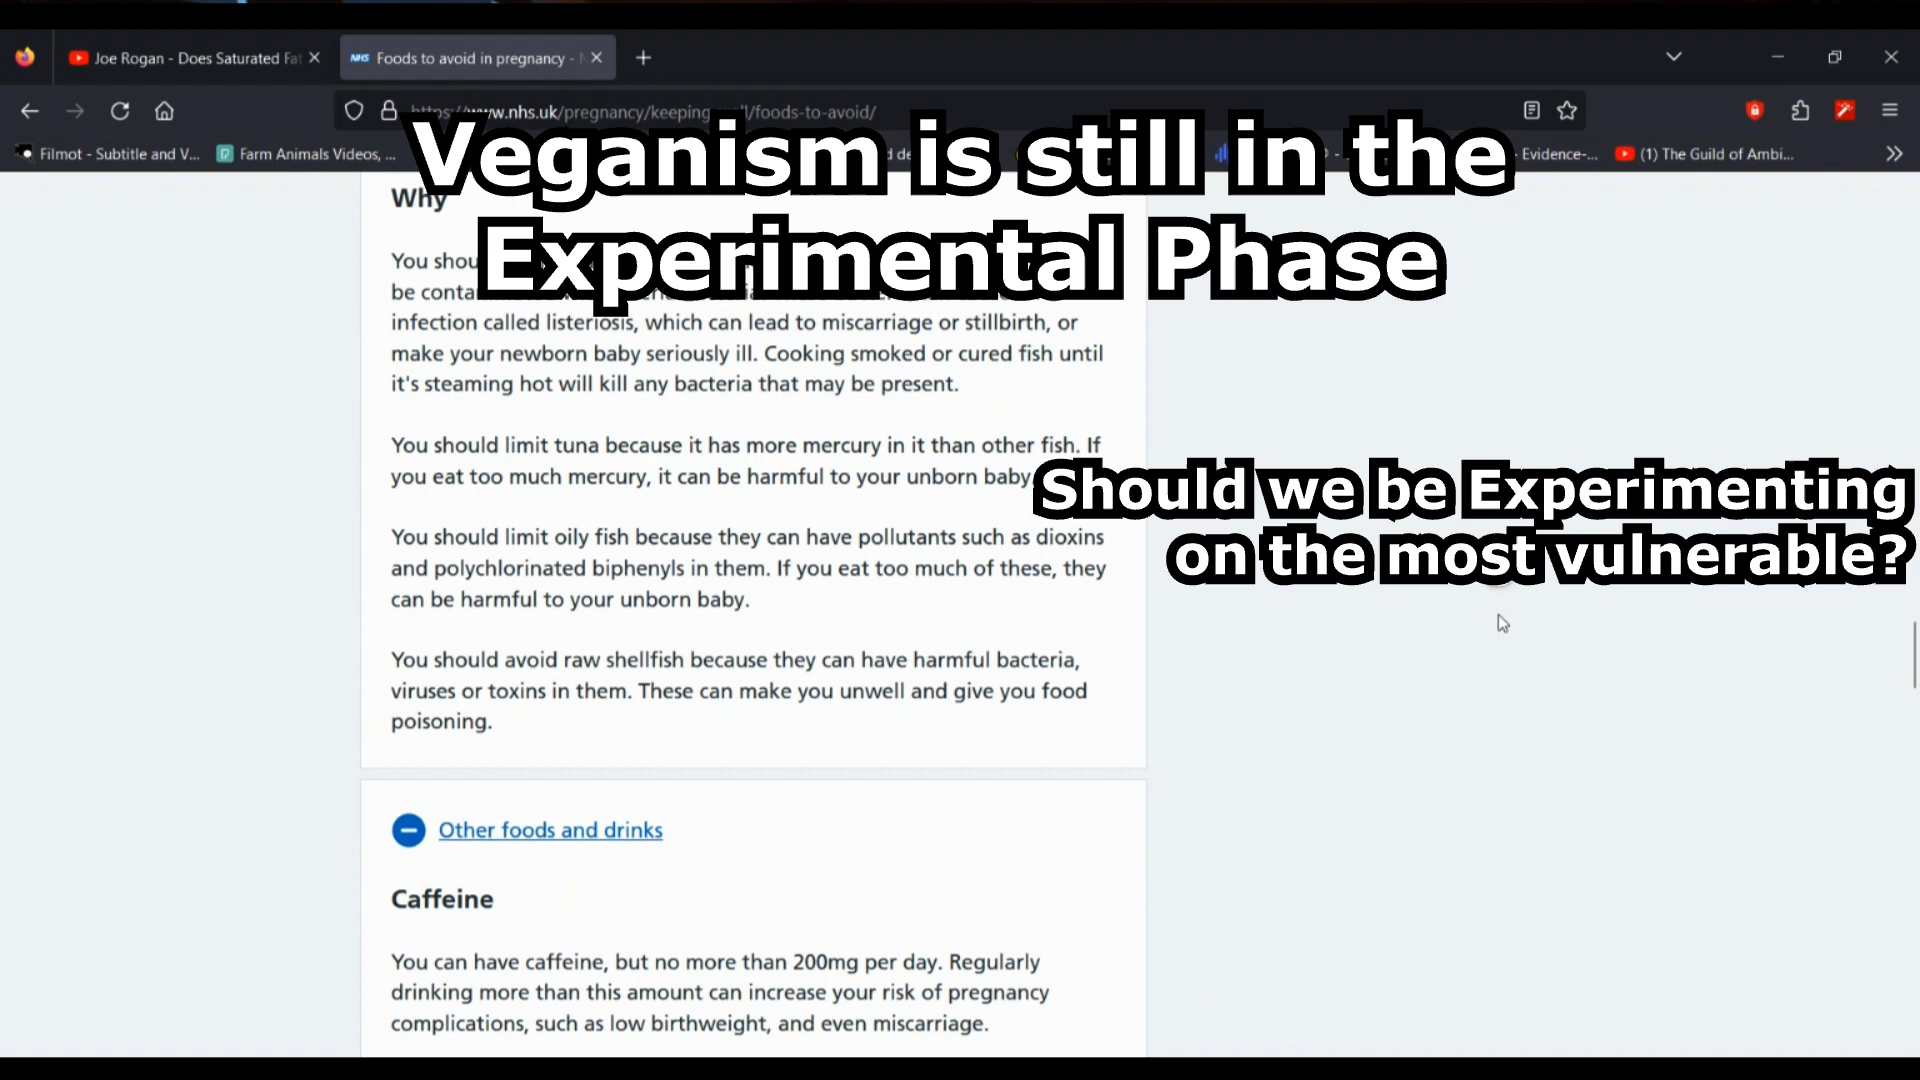 Joe Rogan - Does Saturated Fat
NHS Foods to avoid in pregnancy -
https://www.nhs.uk/pregnancy/keeping- ll/foods-to-avoid/
Filmot - Subtitle and V...
Farm Animals Videos, ...
Evidence-...
(1) The Guild of Ambi...
Veganism is still in the
Experimental Phase
Why
You shou
be conta
infection called listeriosis, which can lead to miscarriage or stillbirth, or
make your newborn baby seriously ill. Cooking smoked or cured fish until
it's steaming hot will kill any bacteria that may be present.
You should limit tuna because it has more mercury in it than other fish. If
you eat too much mercury, it can be harmful to your unborn baby
Should we be Experimenting
on the most vulnerable?
You should limit oily fish because they can have pollutants such as dioxins
and polychlorinated biphenyls in them. If you eat too much of these, they
can be harmful to your unborn baby.
You should avoid raw shellfish because they can have harmful bacteria,
viruses or toxins in them. These can make you unwell and give you food
poisoning.
Other foods and drinks
Caffeine
You can have caffeine, but no more than 200mg per day. Regularly
drinking more than this amount can increase your risk of pregnancy
complications, such as low birthweight, and even miscarriage.